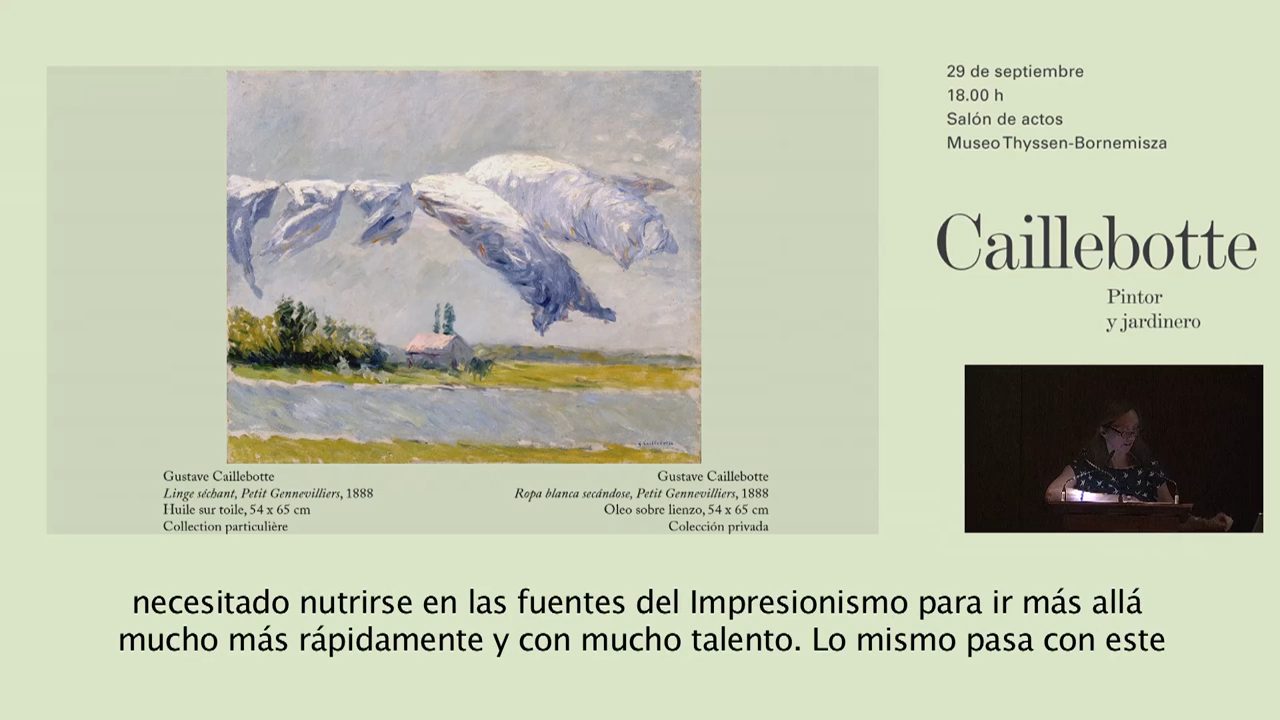 29 de septiembre
18.00 h
Salón de actos
Museo Thyssen-Bornemisza
Caillebotte
Pintor
y jardinero
Gustave Caillebotte
Linge séchant, Petit Gennevilliers, 1888
Huile sur toile, 54 x 65 cm
Collection particulière
Gustave Caillebotte
Ropa blanca secándose, Petit Gennevilliers, 1888
Oleo sobre lienzo, 54 x 65 cm
Colección privada
necesitado nutrirse en las fuentes del Impresionismo para ir más allá
mucho más rápidamente y con mucho talento. Lo mismo pasa con este